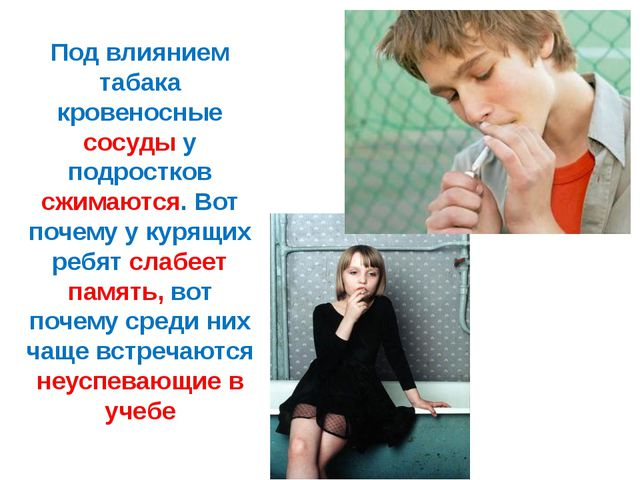 Под влиянием
табака
кровеносные
сосуды у
подростков
сжимаются. Вот
почему у курящих
ребят слабеет
память, вот
почему среди них
чаще встречаются
неуспевающие в
учебе